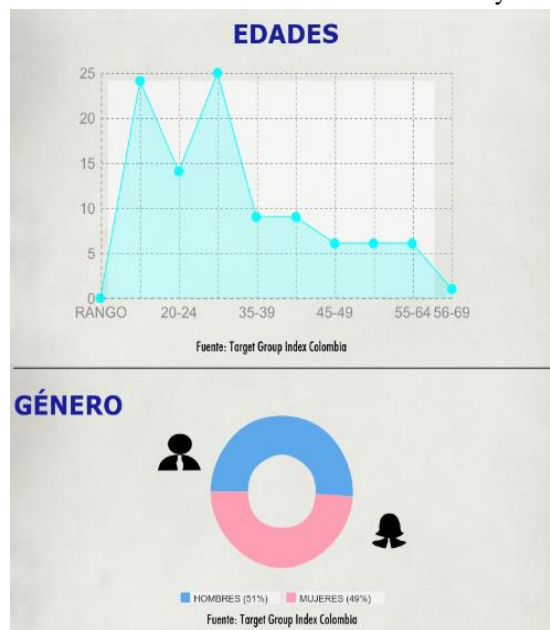 EDADES
25
20
15
10
5
0
RANGO 20-24 35-39 45-49 55-64 56-69
Fuente: Target Group Index Colombia
GÉNERO
HOMBRES (51%) MUJERES (49%)
Fuente: Target Group Index Colombia